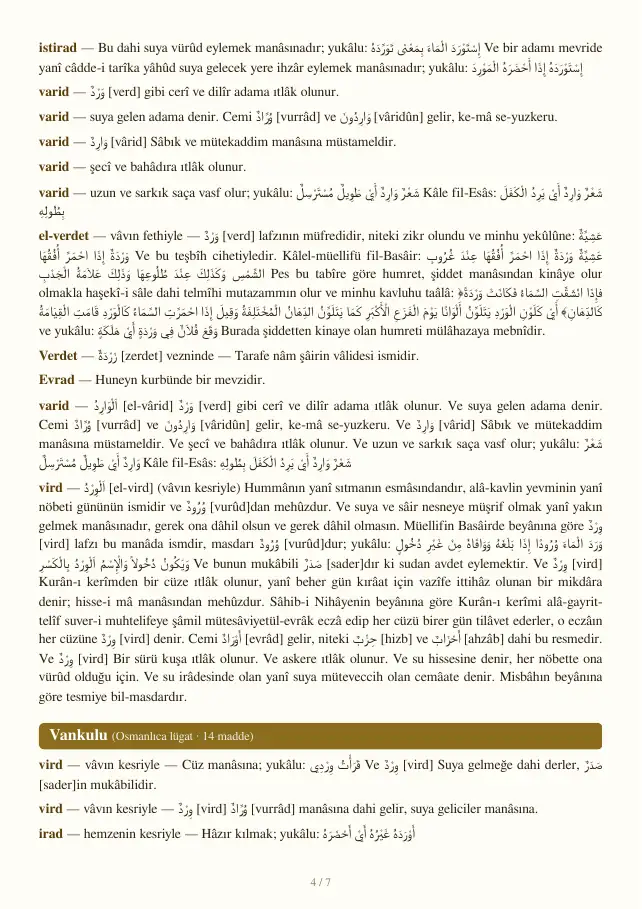 istirad — Bu dahi suya vürûd eylemek manâsınadır; yukâlu: إِسْتَوْرَدَ الْمَاءَ بِمَعْنَى تَوَرَّدَهُ Ve bir adamı mevride
yanî câdde-i tarîka yâhûd suya gelecek yere ihzâr eylemek manâsınadır; yukâlu: إِسْتَوْرَدَهُ إِذَا أَحْضَرَهُ الْمَوْرِدَ
varid — وَرْدٌ [verd] gibi cerî ve dilîr adama ıtlâk olunur.
varid — suya gelen adama denir. Cemi وُرَّادٌ [vurrâd] ve وَارِدُونَ [vâridûn] gelir, ke-mâ se-yuzkeru.
varid — وَارِدٌ [vârid] Sâbık ve mütekaddim manâsına müstameldir.
varid — şecî ve bahâdıra ıtlâk olunur.
varid — uzun ve sarkık saça vasf olur; yukâlu: شَعْرٌ وَارِدٌ أَيْ طَوِيلٌ مُسْتَرْسِلٌ Kâle fil-Esâs: شَعْرٌ وَارِدٌ أَيْ يَرِدُ الْكَفَلَ
بِطُولِهِ
el-verdet — vâvın fethiyle — وَرْدٌ [verd] lafzının müfredidir, niteki zikr olundu ve minhu yekûlûne: عَشِيَّةٌ
وَرْدَةٌ إِذَا احْمَرَّ أُفُقُهَا Ve bu teşbîh cihetiyledir. Kâlel-müellifü fil-Basâir: عَشِيَّةٌ وَرْدَةٌ إِذَا احْمَرَّ أُفُقُهَا عِنْدَ غُرُوبِ
الشَّمْسِ وَكَذَلِكَ عِنْدَ طُلُوعِهَا وَذَلِكَ عَلَامَةُ الْجَدْبِ Pes bu tabîre göre humret, şiddet manâsından kinâye olur
olmakla haşekî-i sâle dahi telmîhi mutazammın olur ve minhu kavluhu taâlâ: ﴿فَإِذَا انشَقَّتِ السَّمَاءُ فَكَانَتْ وَرْدَةً
كَالدِّهَانِ﴾ أَيْ كَلَوْنِ الْوَرْدِ يَتَلَوَّنُ أَلْوَانًا يَوْمَ الْفَزَعِ الْأَكْبَرِ كَمَا يَتَلَوَّنُ الدِّهَانُ الْمُخْتَلِفَةُ وَقِيلَ إِذَا احْمَرَّتِ السَّمَاءُ كَالْوَرْدِ قَامَتِ الْقِيَامَةُ
ve yukâlu: وَقَعَ فُلَانٌ فِي وَرْدَةٍ أَيْ هَلَكَةٍ Burada şiddetten kinaye olan humreti mülâhazaya mebnîdir.
Verdet — زَرْدَةٌ [zerdet] vezninde — Tarafe nâm şâirin vâlidesi ismidir.
Evrad — Huneyn kurbünde bir mevzidir.
varid — اَلْوَارِدُ [el-vârid] وَرْدٌ [verd] gibi cerî ve dilîr adama ıtlâk olunur. Ve suya gelen adama denir.
Cemi وُرَّادٌ [vurrâd] ve وَارِدُونَ [vâridûn] gelir, ke-mâ se-yuzkeru. Ve وَارِدٌ [vârid] Sâbık ve mütekaddim
manâsına müstameldir. Ve şecî ve bahâdıra ıtlâk olunur. Ve uzun ve sarkık saça vasf olur; yukâlu: شَعْرٌ
وَارِدٌ أَيْ طَوِيلٌ مُسْتَرْسِلٌ Kâle fil-Esâs: شَعْرٌ وَارِدٌ أَيْ يَرِدُ الْكَفَلَ بِطُولِهِ
vird — اَلْوِرْدُ [el-vird] (vâvın kesriyle) Hummânın yanî sıtmanın esmâsındandır, alâ-kavlin yevminin yanî
nöbeti gününün ismidir ve وُرُودٌ [vurûd]dan mehûzdur. Ve suya ve sâir nesneye müşrif olmak yanî yakın
gelmek manâsınadır, gerek ona dâhil olsun ve gerek dâhil olmasın. Müellifin Basâirde beyânına göre وِرْدٌ
[vird] lafzı bu manâda ismdir, masdarı وُرُودٌ [vurûd]dur; yukâlu: وَرَدَ الْمَاءَ وُرُودًا إِذَا بَلَغَهُ وَوَافَاهُ مِنْ غَيْرِ دُخُولٍ
وَيَكُونُ دُخُولاً وَالْإِسْمُ اَلْوِرْدُ بِالْكَسْرِ Ve bunun mukâbili صَدَرٌ [sader]dir ki sudan avdet eylemektir. Ve وِرْدٌ [vird]
Kurân-ı kerîmden bir cüze ıtlâk olunur, yanî beher gün kırâat için vazîfe ittihâz olunan bir mikdâra
denir; hisse-i mâ manâsından mehûzdur. Sâhib-i Nihâyenin beyânına göre Kurân-ı kerîmi alâ-gayrit-
telîf suver-i muhtelifeye şâmil mütesâviyetül-evrâk eczâ edip her cüzü birer gün tilâvet ederler, o eczâın
her cüzüne وِرْدٌ [vird] denir. Cemi أَوْرَادٌ [evrâd] gelir, niteki حِزْبٌ [hizb] ve أَحْزَابٌ [ahzâb] dahi bu resmedir.
Ve وِرْدٌ [vird] Bir sürü kuşa ıtlâk olunur. Ve askere ıtlâk olunur. Ve su hissesine denir, her nöbette ona
vürûd olduğu için. Ve su irâdesinde olan yanî suya müteveccih olan cemâate denir. Misbâhın beyânına
göre tesmiye bil-masdardır.
Vankulu (Osmanlıca lügat · 14 madde)
vird — vâvın kesriyle — Cüz manâsına; yukâlu: قَرَأْتُ وِرْدِي Ve وِرْدٌ [vird] Suya gelmeğe dahi derler, صَدَرٌ
[sader]in mukâbilidir.
vird — vâvın kesriyle — وِرْدٌ [vird] وُرَّادٌ [vurrâd] manâsına dahi gelir, suya geliciler manâsına.
irad — hemzenin kesriyle — Hâzır kılmak; yukâlu: أَوْرَدَهُ غَيْرُهُ أَيْ أَحْضَرَهُ
4 / 7